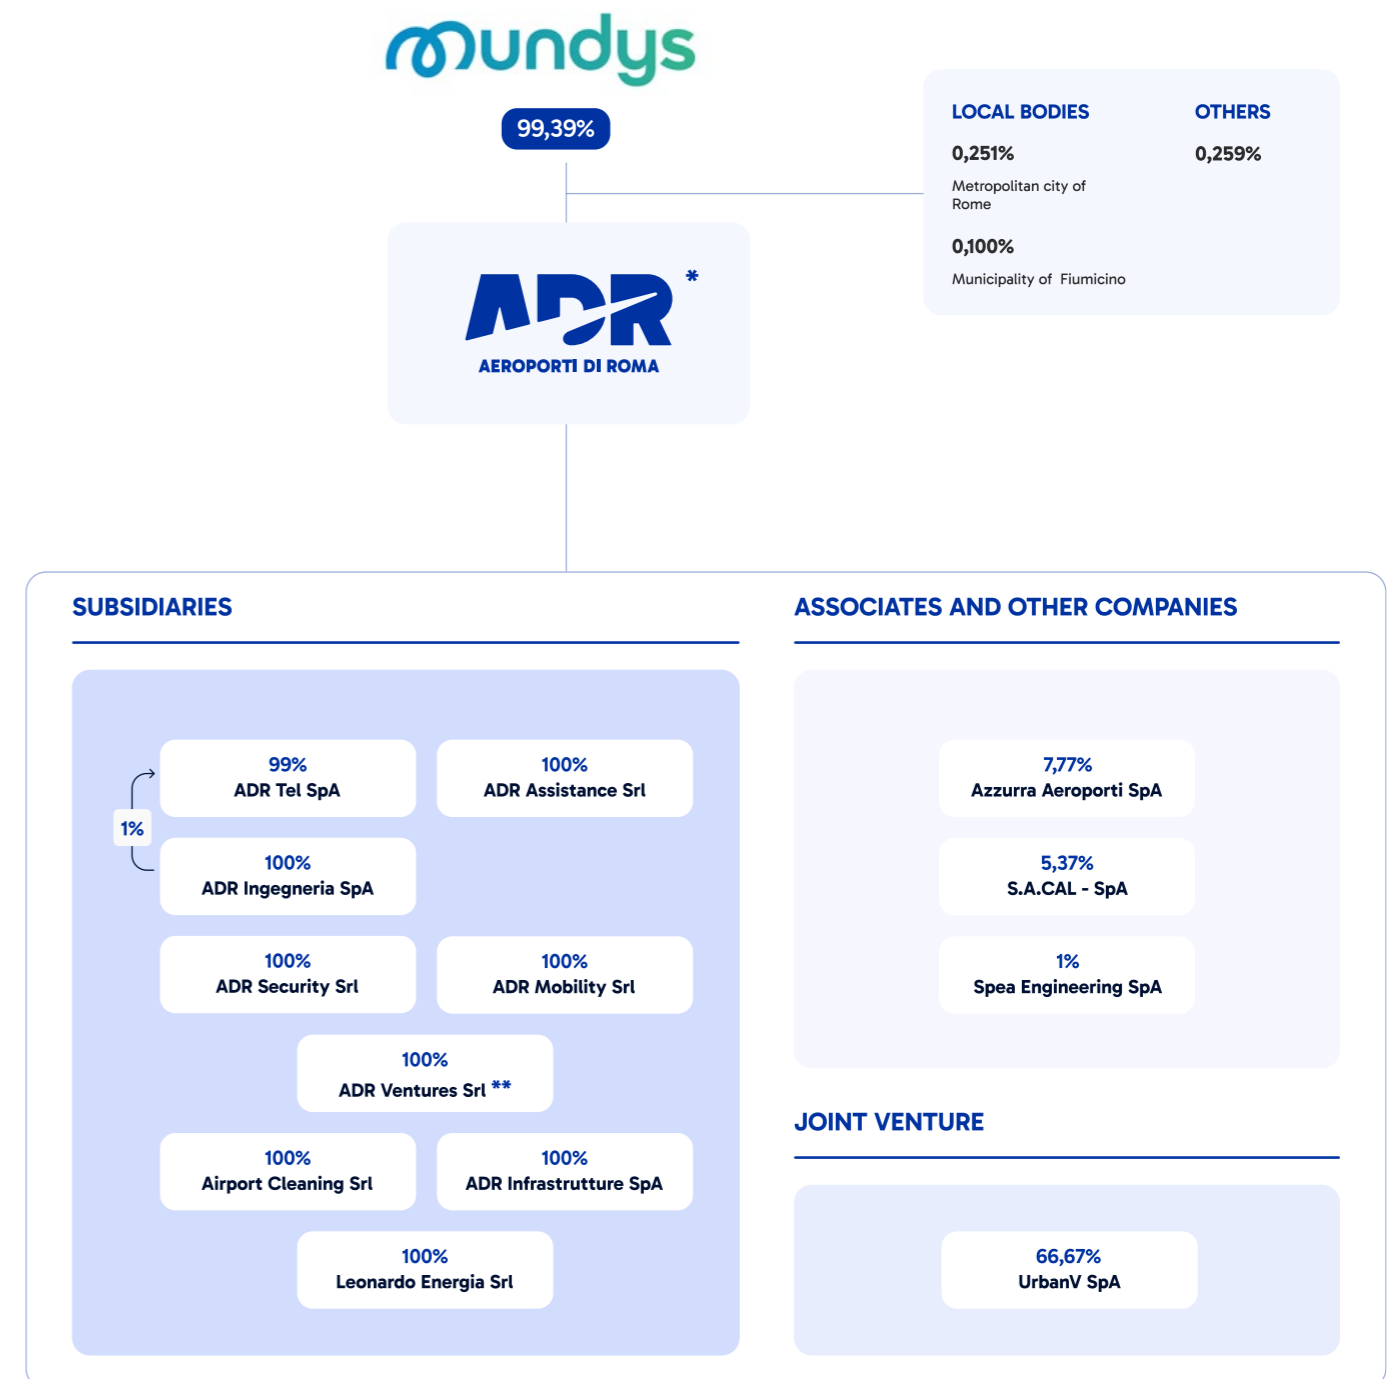 mundys
99,39%
LOCAL BODIES
0,251%
Metropolitan city of
Rome
0,100%
Municipality of Fiumicino
OTHERS
0,259%
ADR *
AEROPORTI DI ROMA
SUBSIDIARIES
99%
ADR Tel SpA
100%
ADR Assistance Srl
1%
100%
ADR Ingegneria SpA
100%
ADR Security Srl
100%
ADR Mobility Srl
100%
ADR Ventures Srl **
100%
Airport Cleaning Srl
100%
ADR Infrastrutture SpA
100%
Leonardo Energia Srl
ASSOCIATES AND OTHER COMPANIES
7,77%
Azzurra Aeroporti SpA
5,37%
S.A.CAL - SpA
1%
Spea Engineering SpA
JOINT VENTURE
66,67%
UrbanV SpA